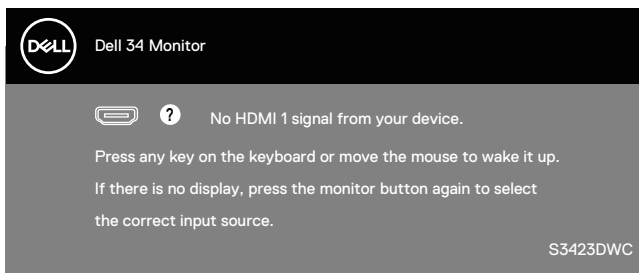 DELL
Dell 34 Monitor
? No HDMI 1 signal from your device.
Press any key on the keyboard or move the mouse to wake it up.
If there is no display, press the monitor button again to select
the correct input source.
S3423DWC